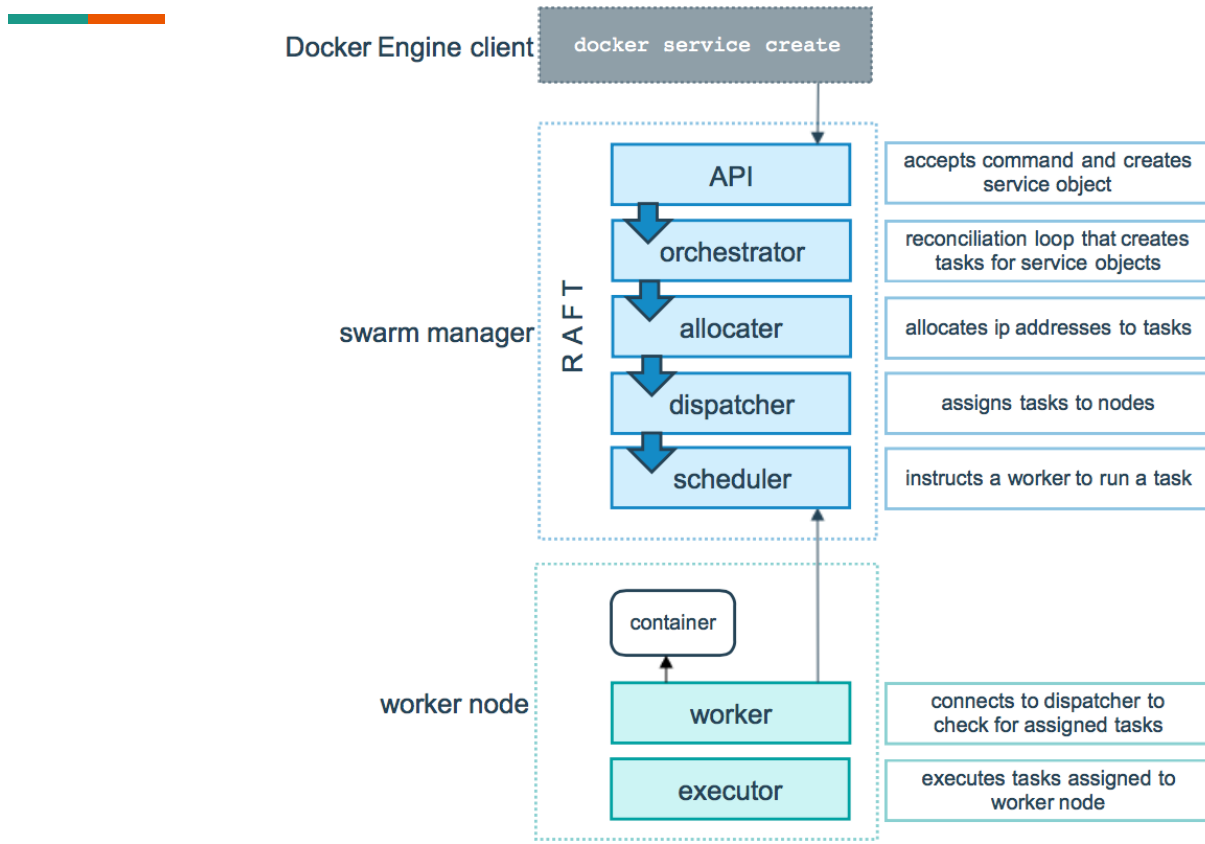 Docker Engine client
docker service create
API
accepts command and creates
service object
orchestrator
reconciliation loop that creates
tasks for service objects
swarm manager
RAFT
allocater
allocates ip addresses to tasks
dispatcher
assigns tasks to nodes
scheduler
instructs a worker to run a task
container
worker node
worker
connects to dispatcher to
check for assigned tasks
executor
executes tasks assigned to
worker node